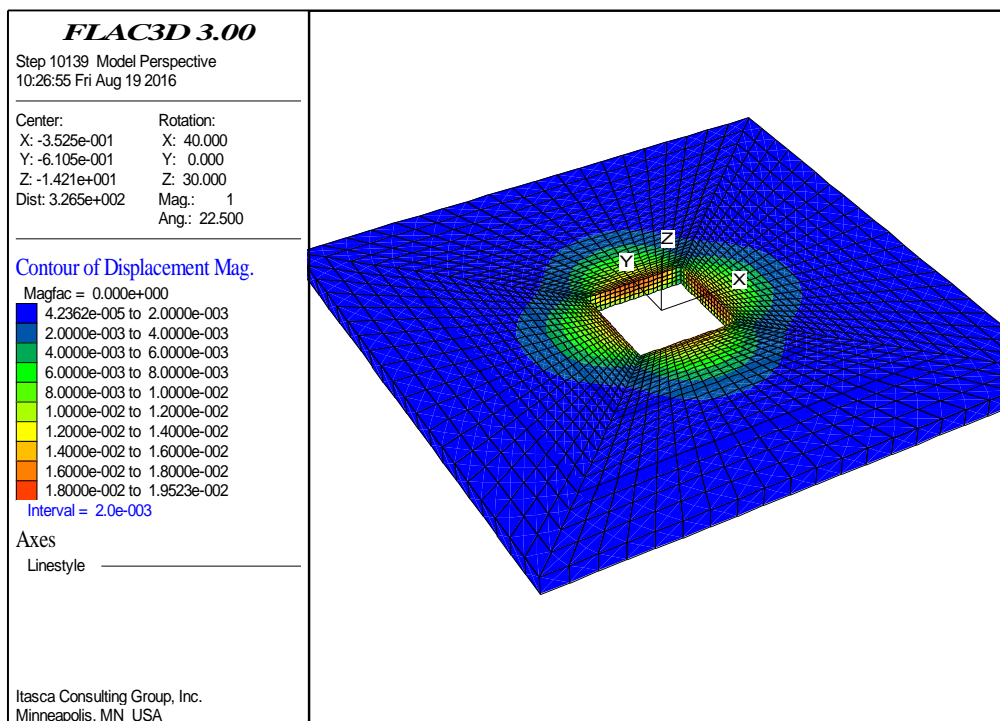 FLAC3D 3.00
Step 10139 Model Perspective
10:26:55 Fri Aug 19 2016
Center:
X: -3.525e-001
Y: -6.105e-001
Z: -1.421e+001
Dist: 3.265e+002
Rotation:
X: 40.000
Y: 0.000
Z: 30.000
Mag.: 1
Ang.: 22.500
Contour of Displacement Mag.
Magfac = 0.000e+000
4.2362e-005 to 2.0000e-003
2.0000e-003 to 4.0000e-003
4.0000e-003 to 6.0000e-003
6.0000e-003 to 8.0000e-003
8.0000e-003 to 1.0000e-002
1.0000e-002 to 1.2000e-002
1.2000e-002 to 1.4000e-002
1.4000e-002 to 1.6000e-002
1.6000e-002 to 1.8000e-002
1.8000e-002 to 1.9523e-002
Interval = 2.0e-003
Axes
Linestyle
Itasca Consulting Group, Inc.
Minneapolis, MN USA
Z
Y
X